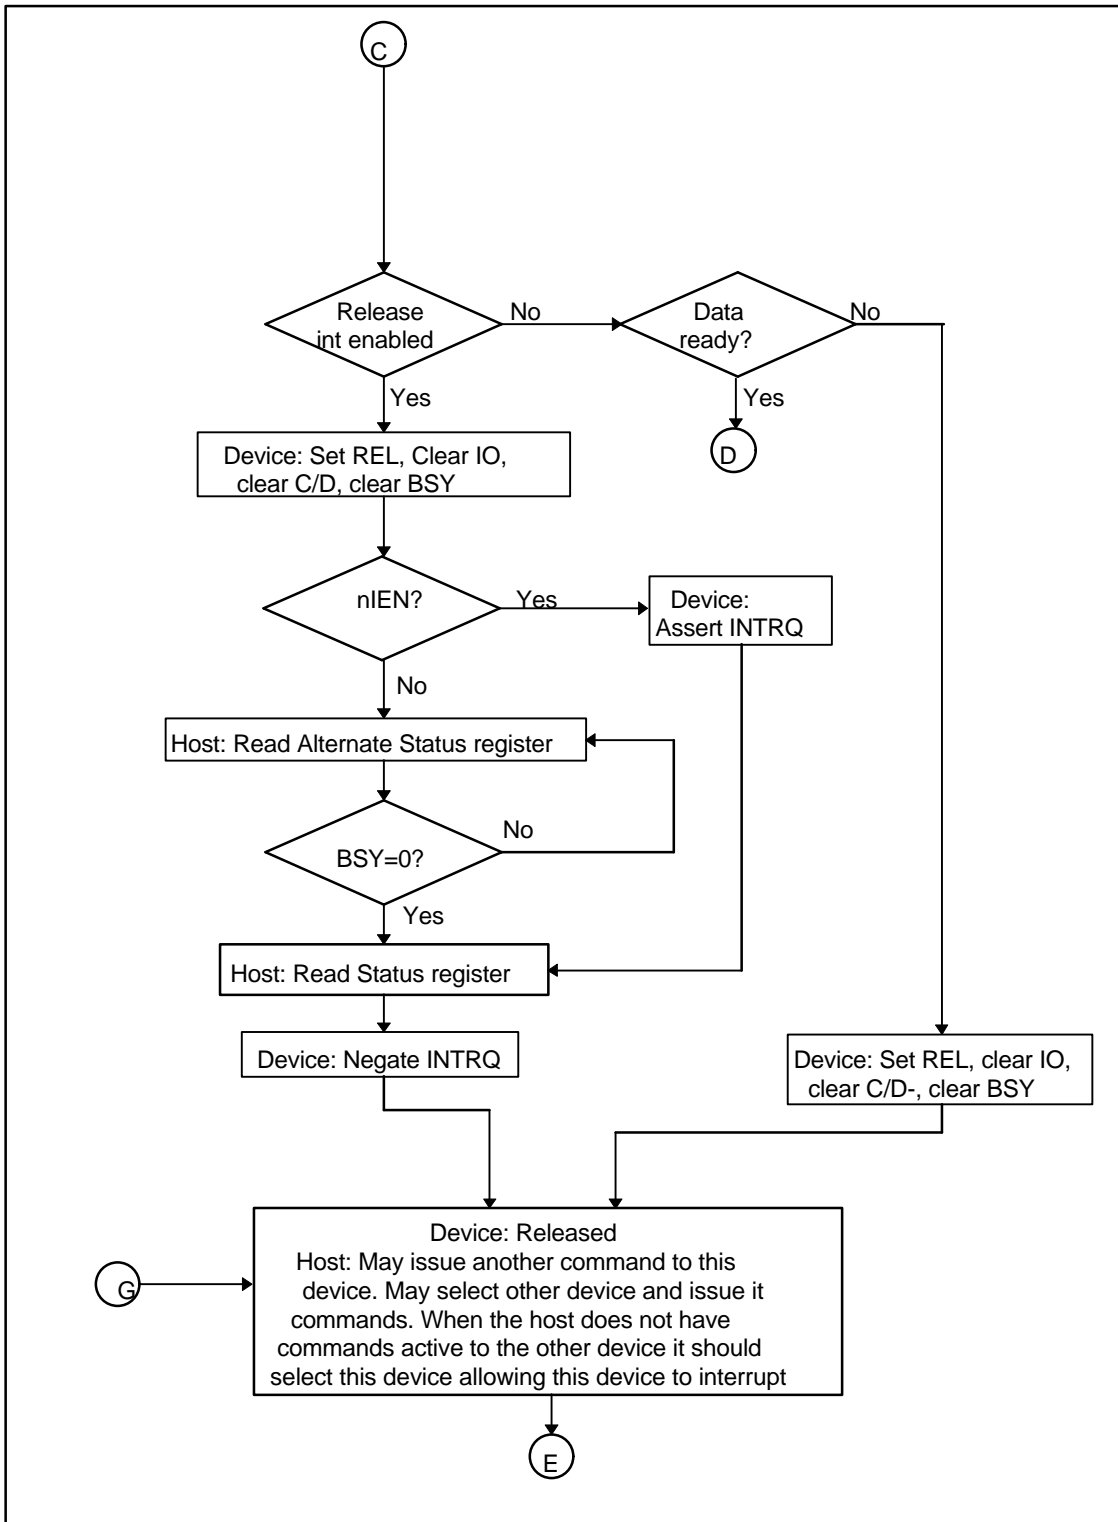 C
Release
int enabled
No
Data
ready?
No
Yes
Yes
D
Device: Set REL, Clear IO,
clear C/D, clear BSY
nIEN?
Yes
Device:
Assert INTRQ
No
Host: Read Alternate Status register
No
BSY=0?
Yes
Host: Read Status register
Device: Negate INTRQ
Device: Set REL, clear IO,
clear C/D-, clear BSY
Device: Released
Host: May issue another command to this
device. May select other device and issue it
commands. When the host does not have
commands active to the other device it should
select this device allowing this device to interrupt
G
E